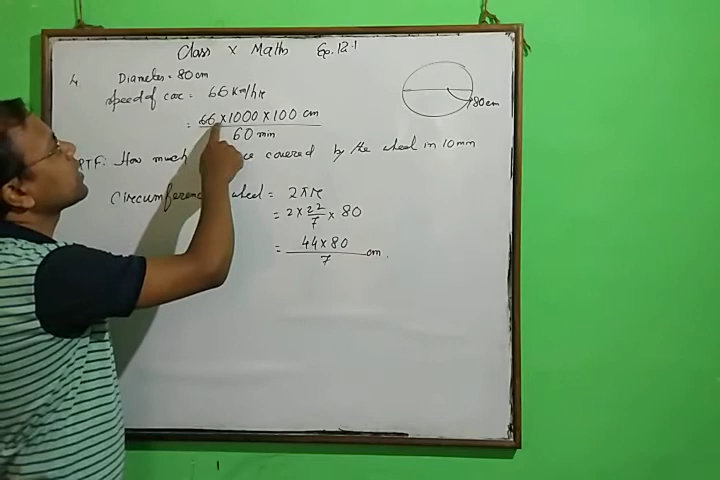 Class x Maths Ex. 12.1
4. Diameter = 80 cm
Speed of car = 66 km/hr
= 66 × 1000 × 100 cm
60 min
80 cm
P.T.F: How much covered by the wheel in 10 min
Circumference wheel = 2πr
= 2 × 22/7 × 80
= 44 × 80 / 7 cm.